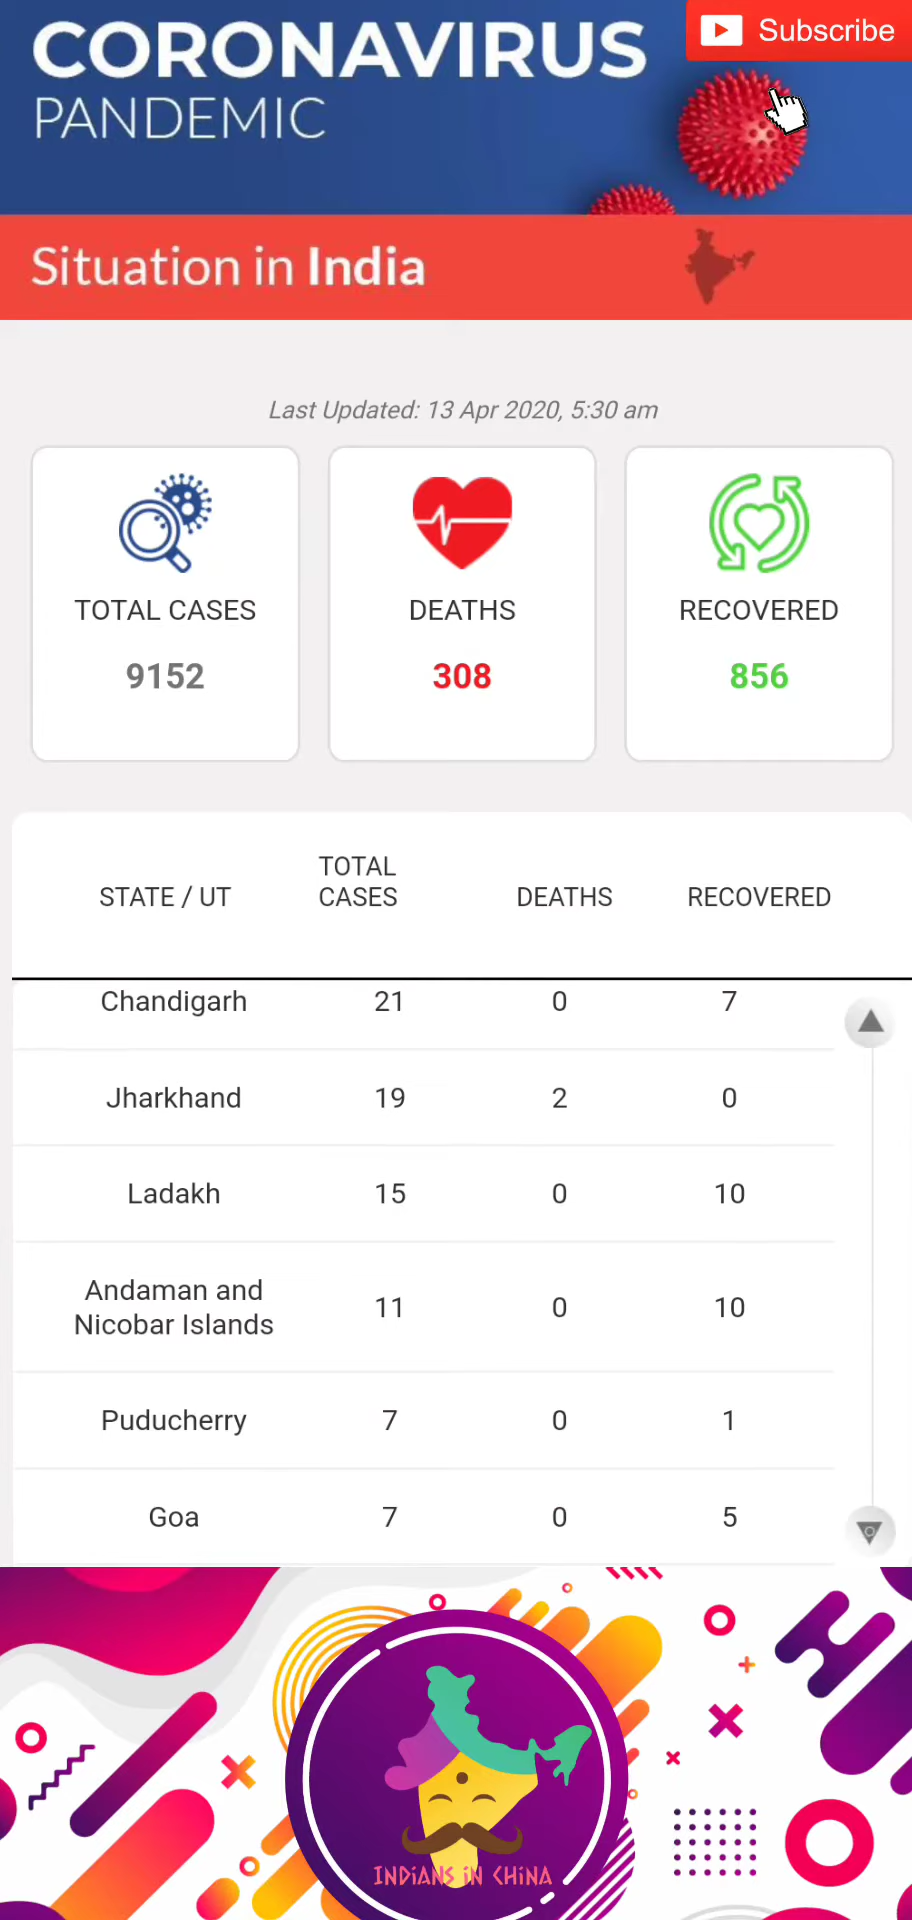 CORONAVIRUS
PANDEMIC
Subscribe
Situation in India
Last Updated: 13 Apr 2020, 5:30 am
TOTAL CASES
9152
DEATHS
308
RECOVERED
856
STATE / UT TOTAL CASES DEATHS RECOVERED
Chandigarh 21 0 7
Jharkhand 19 2 0
Ladakh 15 0 10
Andaman and
Nicobar Islands 11 0 10
Puducherry 7 0 1
Goa 7 0 5
INDiANS iN CHiNA